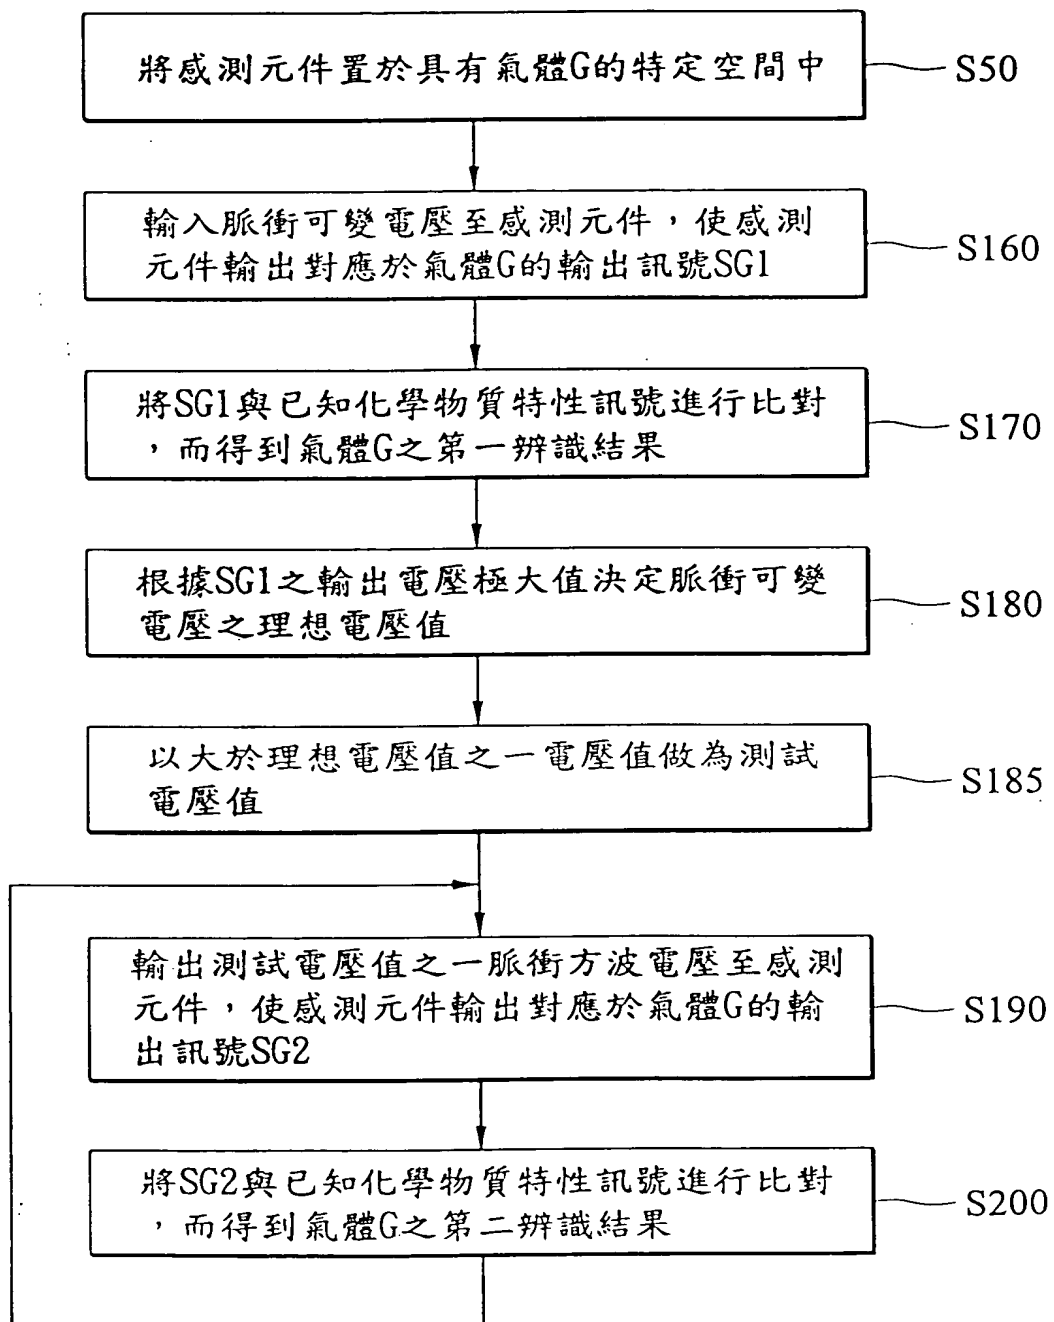 將感測元件置於具有氣體G的特定空間中
S50
輸入脈衝可變電壓至感測元件，使感測
元件輸出對應於氣體G的輸出訊號SG1
S160
將SG1與已知化學物質特性訊號進行比對
，而得到氣體G之第一辨識結果
S170
根據SG1之輸出電壓極大值決定脈衝可變
電壓之理想電壓值
S180
以大於理想電壓值之一電壓值做為測試
電壓值
S185
輸出測試電壓值之一脈衝方波電壓至感測
元件，使感測元件輸出對應於氣體G的輸
出訊號SG2
S190
將SG2與已知化學物質特性訊號進行比對
，而得到氣體G之第二辨識結果
S200